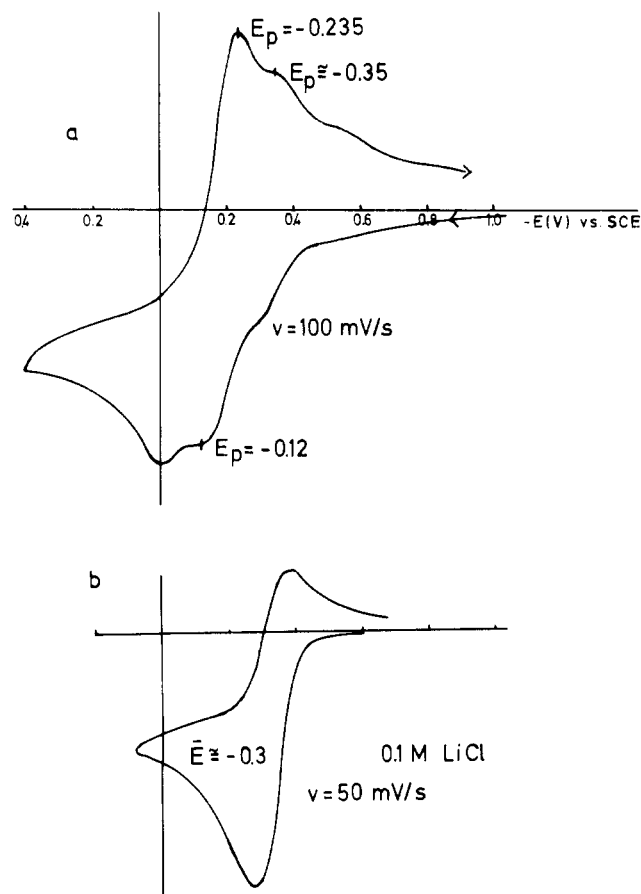 Ep = -0.235
Ep ≅ -0.35
a
0.4 0.2 0.2 0.4 0.6 0.8 1.0 -E(V) vs. SCE
v = 100 mV/s
Ep = -0.12
b
Ē ≅ -0.3
0.1 M LiCl
v = 50 mV/s